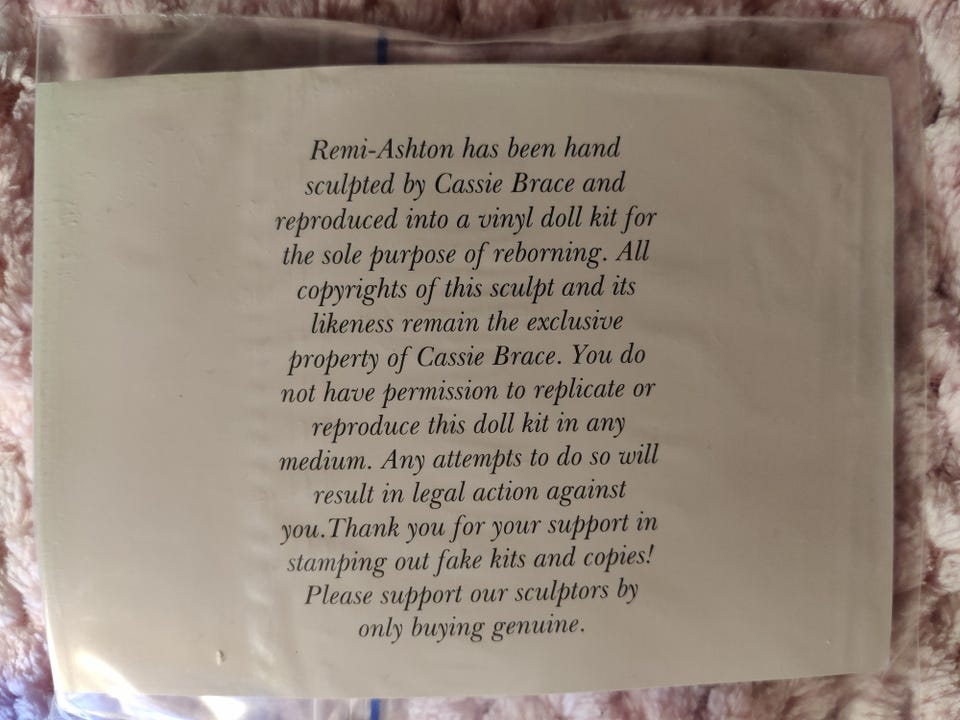 Remi-Ashton has been hand
sculpted by Cassie Brace and
reproduced into a vinyl doll kit for
the sole purpose of reborning. All
copyrights of this sculpt and its
likeness remain the exclusive
property of Cassie Brace. You do
not have permission to replicate or
reproduce this doll kit in any
medium. Any attempts to do so will
result in legal action against
you.Thank you for your support in
stamping out fake kits and copies!
Please support our sculptors by
only buying genuine.